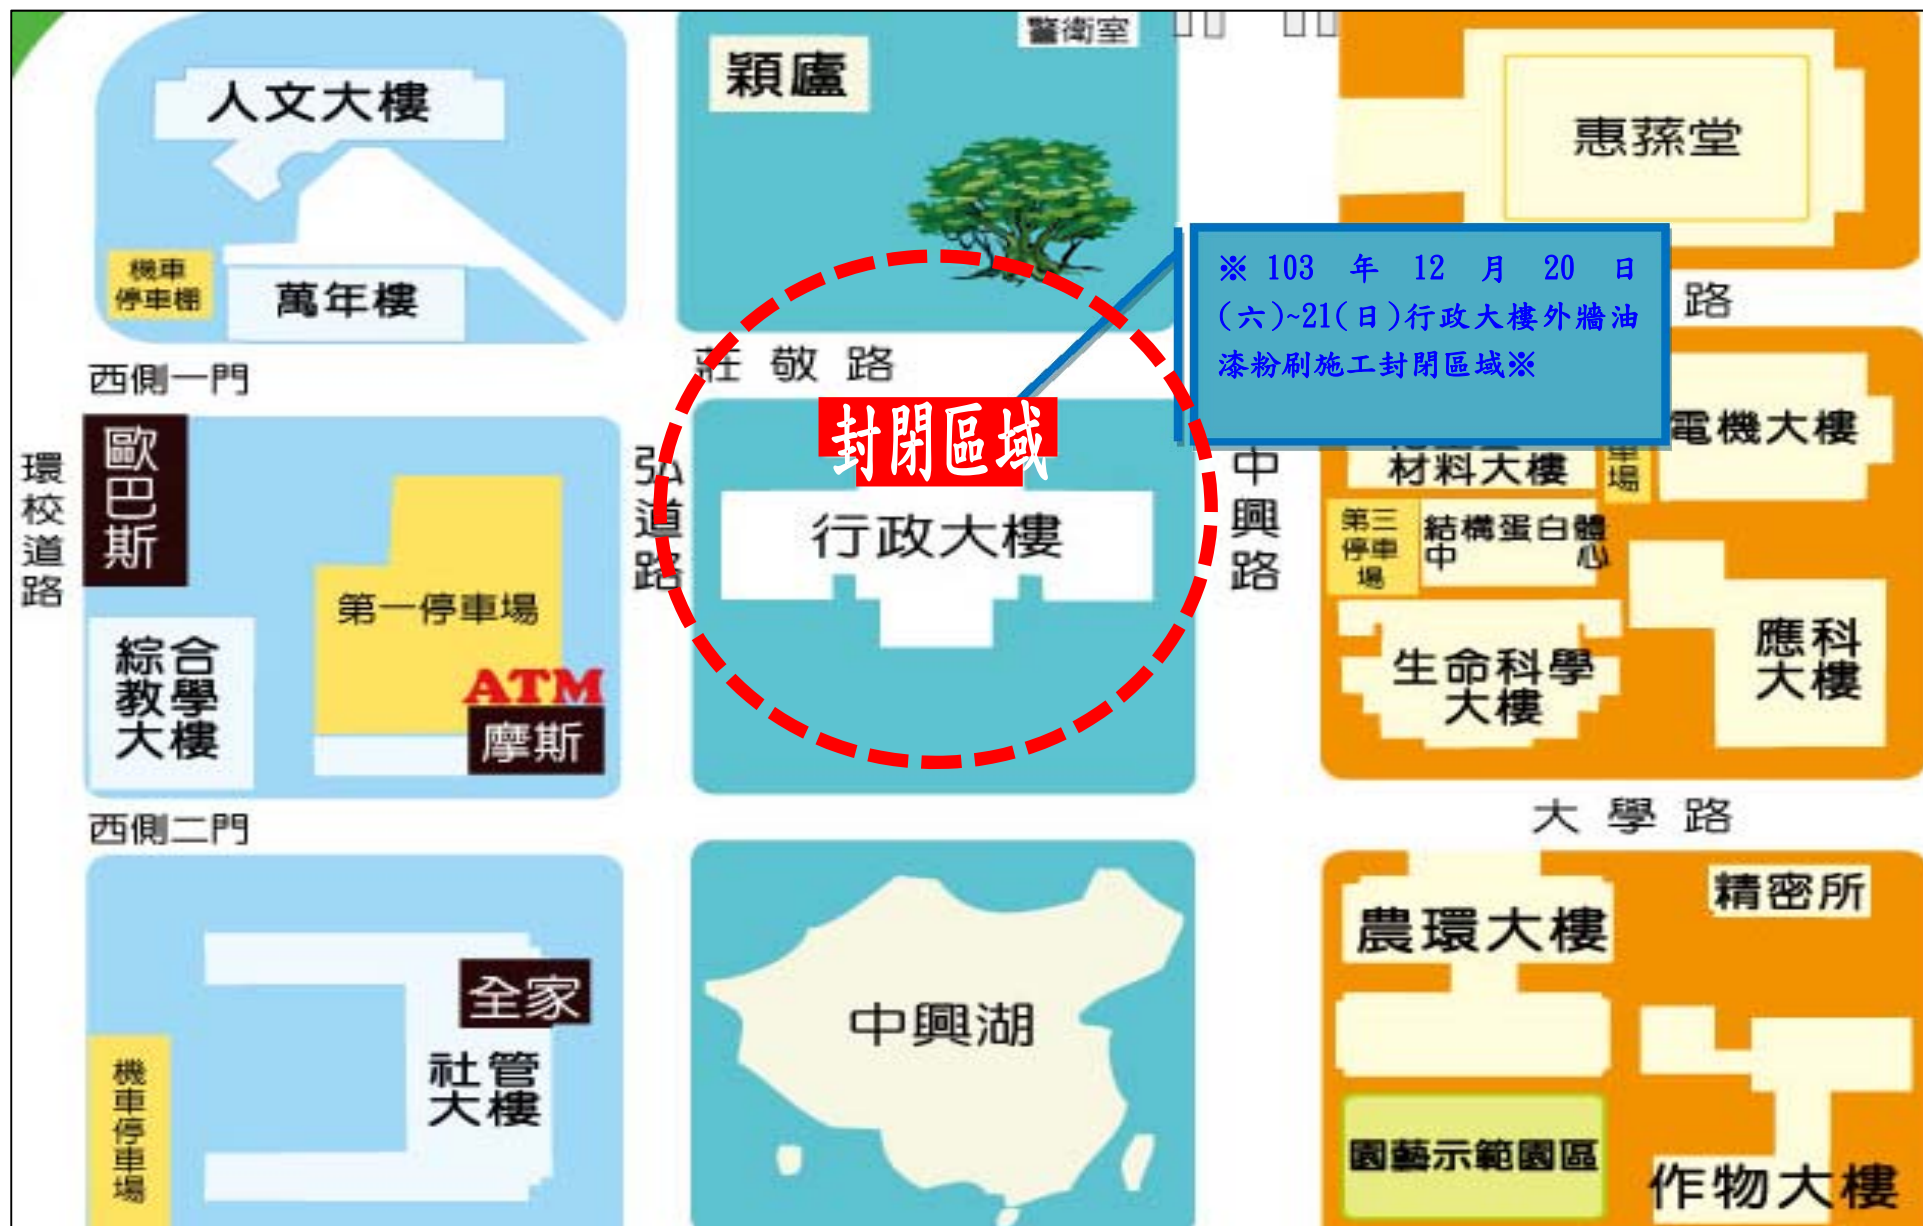 警衛室
穎廬
人文大樓
惠蓀堂
機車
停車棚
萬年樓
※ 103 年 12 月 20 日
(六)~21(日)行政大樓外牆油
漆粉刷施工封閉區域※
路
西側一門
莊敬路
封閉區域
環校道路
歐巴斯
弘道路
行政大樓
中興路
材料大樓
車場
電機大樓
第三
停車
場
結構蛋白體
中心
第一停車場
ATM
摩斯
綜合
教學
大樓
生命科學
大樓
應科
大樓
西側二門
大學路
全家
社管
大樓
機車停車場
中興湖
農環大樓
精密所
園藝示範園區
作物大樓